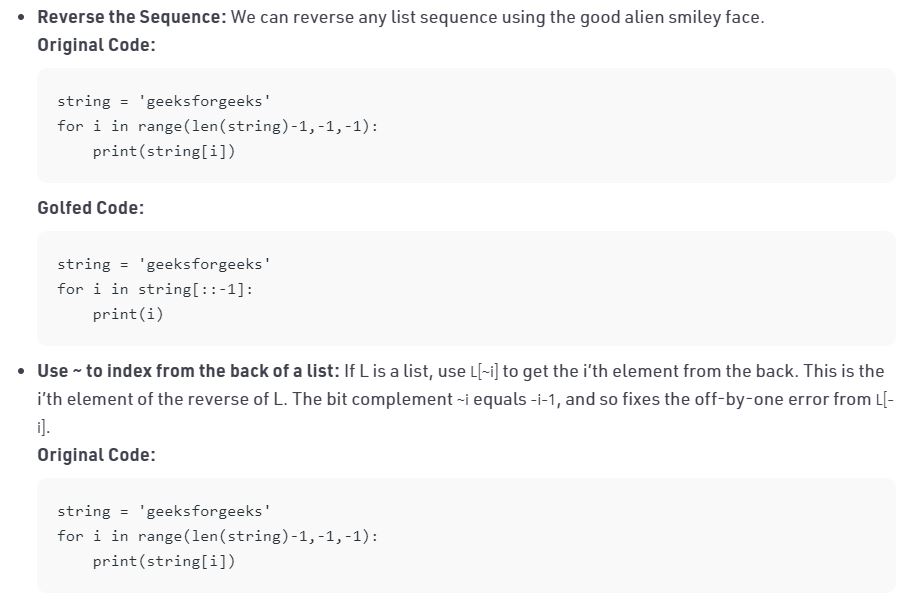 • Reverse the Sequence: We can reverse any list sequence using the good alien smiley face.
Original Code:
string = 'geeksforgeeks'
for i in range(len(string)-1,-1,-1):
    print(string[i])
Golfed Code:
string = 'geeksforgeeks'
for i in string[::-1]:
    print(i)
• Use ~ to index from the back of a list: If L is a list, use L[~i] to get the i’th element from the back. This is the
i’th element of the reverse of L. The bit complement ~i equals -i-1, and so fixes the off-by-one error from L[-
i].
Original Code:
string = 'geeksforgeeks'
for i in range(len(string)-1,-1,-1):
    print(string[i])